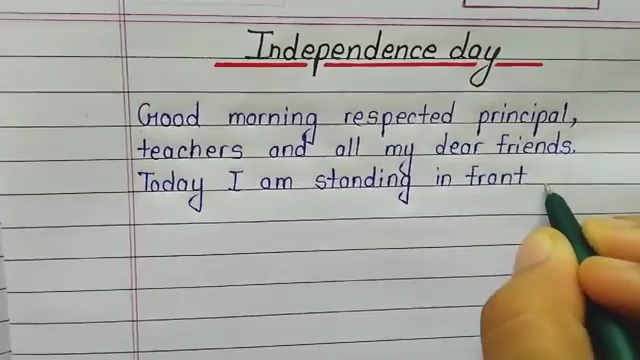 Independence day
Good morning respected principal,
teachers and all my dear friends.
Today I am standing in front